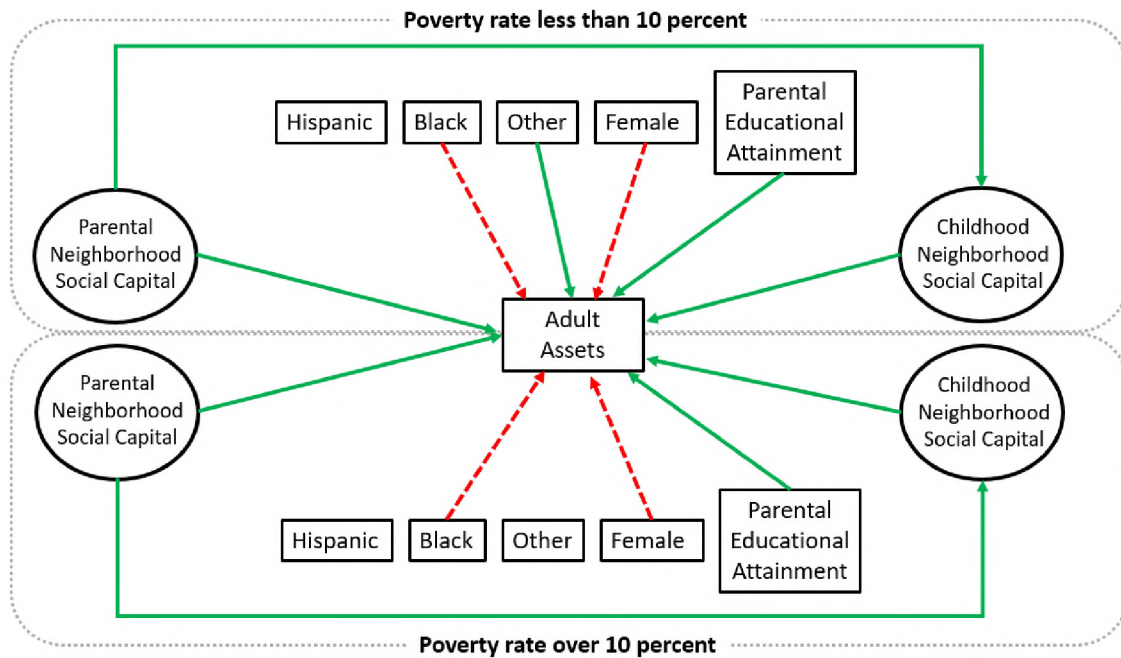 Poverty rate less than 10 percent
Hispanic
Black
Other
Female
Parental
Educational
Attainment
Parental
Neighborhood
Social Capital
Childhood
Neighborhood
Social Capital
Adult
Assets
Parental
Neighborhood
Social Capital
Childhood
Neighborhood
Social Capital
Hispanic
Black
Other
Female
Parental
Educational
Attainment
Poverty rate over 10 percent